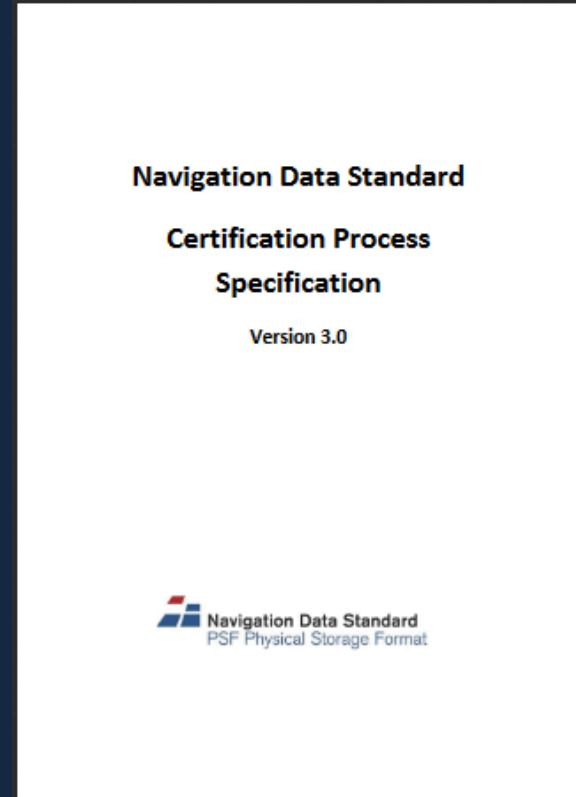 Navigation Data Standard
Certification Process
Specification
Version 3.0
Navigation Data Standard
PSF Physical Storage Format